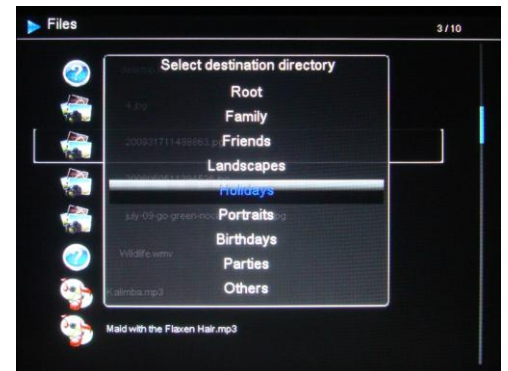 Files
3/10
Select destination directory
Root
4.jpg
Family
Friends
Landscapes
Holidays
Portraits
Birthdays
Wildlife.wmv
Parties
Kalimba.mp3
Others
Maid with the Flaxen Hair.mp3